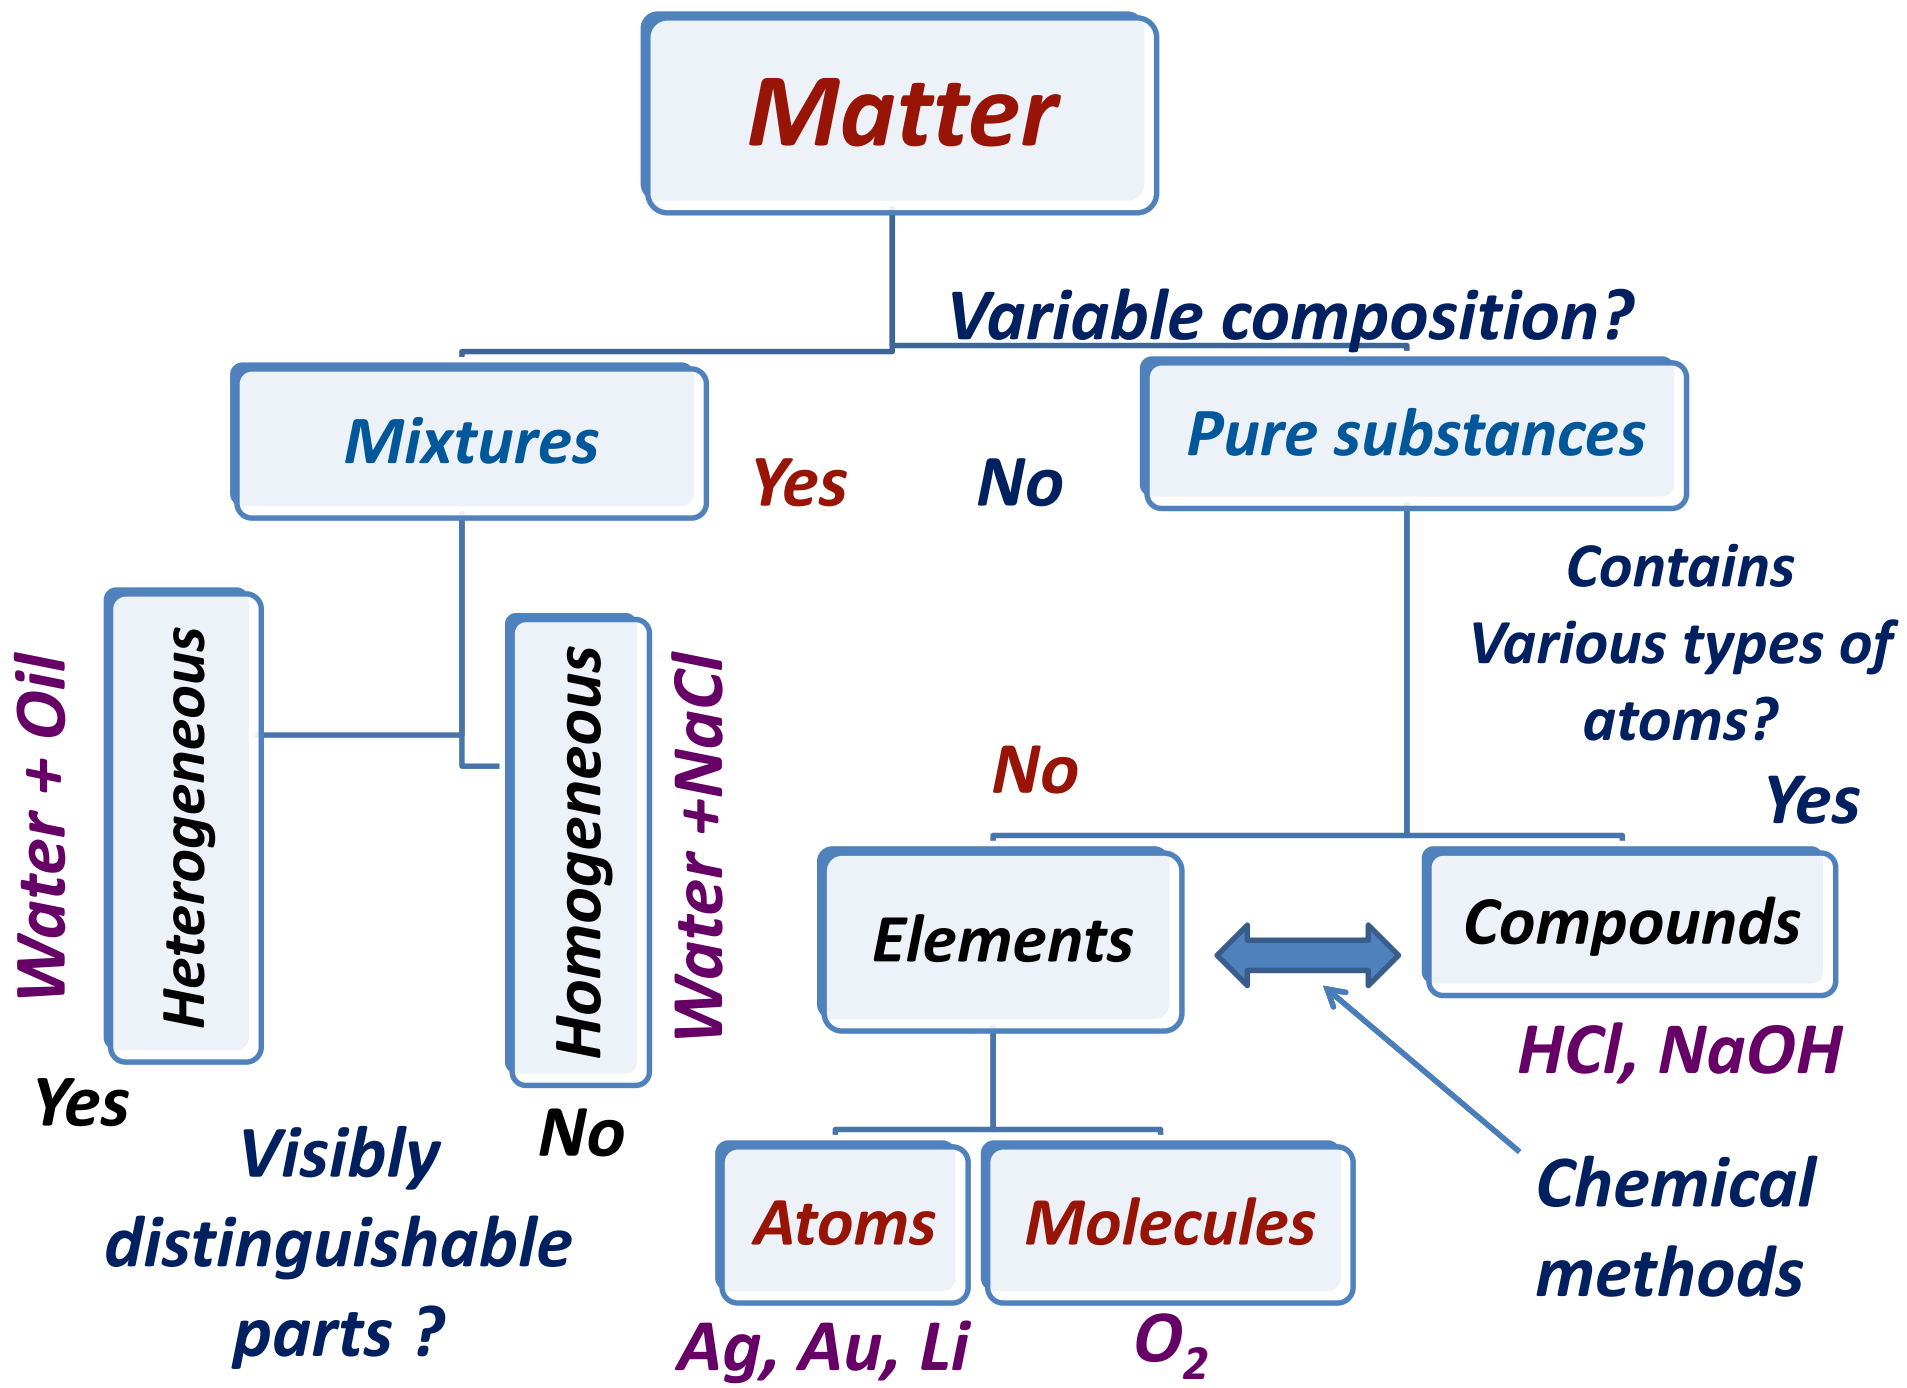 Matter
Variable composition?
Mixtures
Yes
No
Pure substances
Contains
Various types of
atoms?
No
Yes
Water + Oil
Heterogeneous
Homogeneous
Water +NaCl
Elements
Compounds
HCl, NaOH
Yes
No
Visibly
distinguishable
parts ?
Atoms
Molecules
Chemical
methods
Ag, Au, Li
O₂